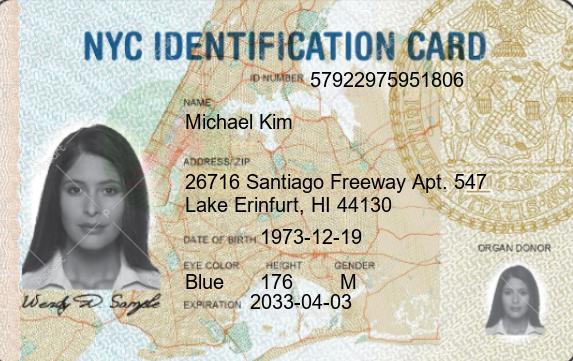 NYC IDENTIFICATION CARD
ID NUMBER 57922975951806
NAME
Michael Kim
ADDRESS/ZIP
26716 Santiago Freeway Apt. 547
Lake Erinfurt, HI 44130
DATE OF BIRTH 1973-12-19
ORGAN DONOR
EYE COLOR HEIGHT GENDER
Blue 176 M
Wendy D Sample
EXPIRATION 2033-04-03